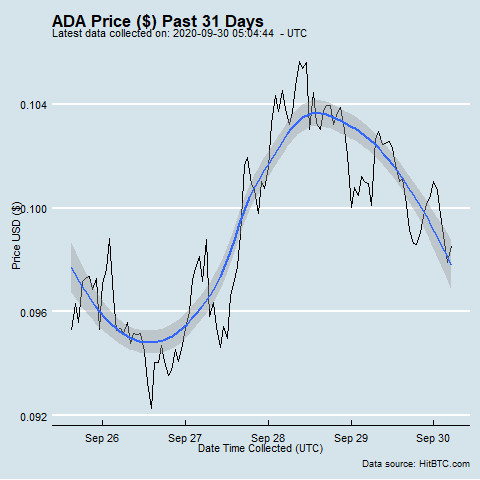 ADA Price ($) Past 31 Days
Latest data collected on: 2020-09-30 05:04:44  - UTC
0.104
0.100
0.096
0.092
Price USD ($)
Sep 26
Sep 27
Sep 28
Sep 29
Sep 30
Date Time Collected (UTC)
Data source: HitBTC.com